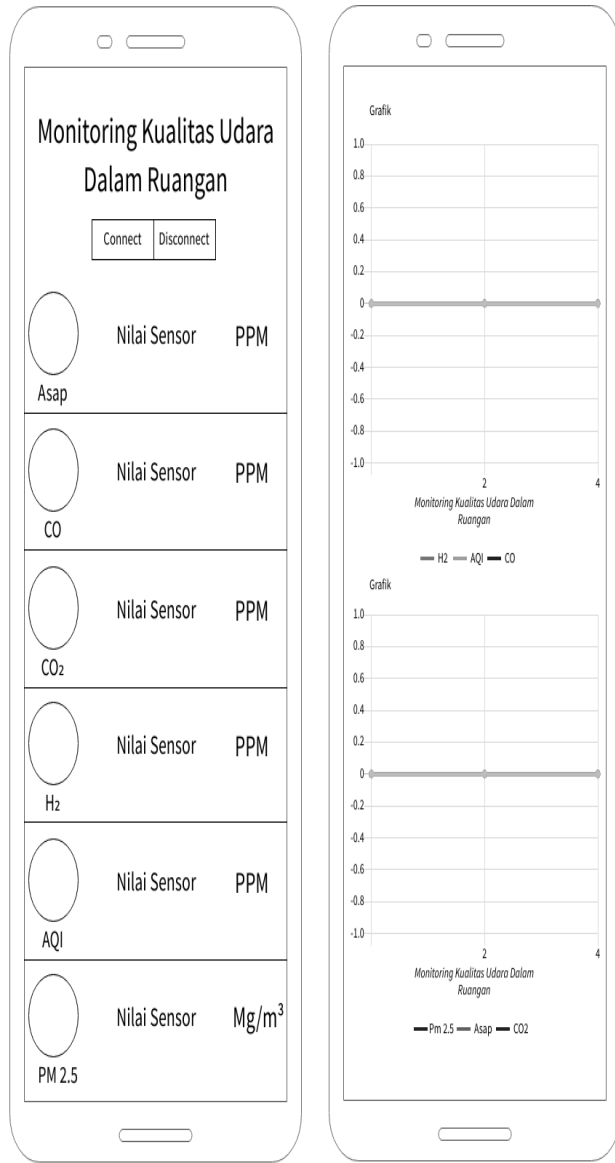 Monitoring Kualitas Udara
Dalam Ruangan
Connect Disconnect
Nilai Sensor PPM
Asap
Nilai Sensor PPM
CO
Nilai Sensor PPM
CO₂
Nilai Sensor PPM
H₂
Nilai Sensor PPM
AQI
Nilai Sensor Mg/m³
PM 2.5
Grafik
1.0
0.8
0.6
0.4
0.2
0
-0.2
-0.4
-0.6
-0.8
-1.0
2 4
Monitoring Kualitas Udara Dalam
Ruangan
H2 AQI CO
Grafik
1.0
0.8
0.6
0.4
0.2
0
-0.2
-0.4
-0.6
-0.8
-1.0
2 4
Monitoring Kualitas Udara Dalam
Ruangan
Pm 2.5 Asap CO2